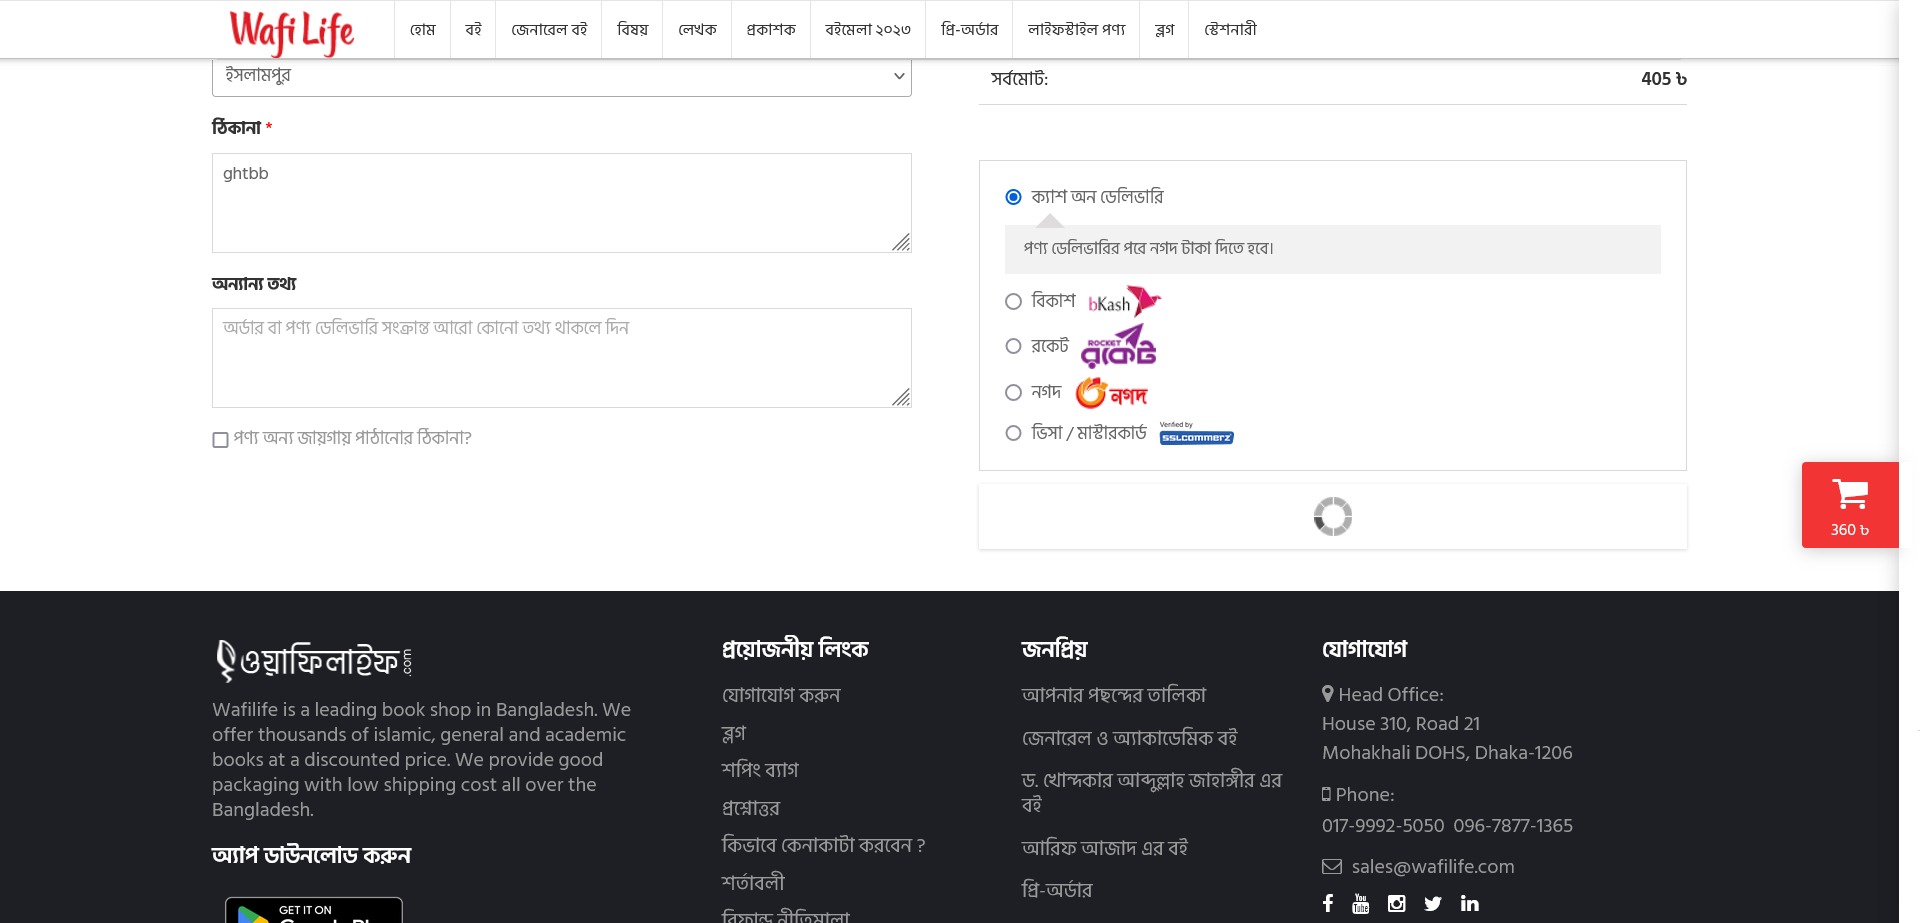 Wafi Life
হোম
বই
জেনারেল বই
বিষয়
লেখক
প্রকাশক
বইমেলা ২০২৩
প্রি-অর্ডার
লাইফস্টাইল পণ্য
ব্লগ
স্টেশনারী
ইসলামপুর
ঠিকানা *
ghtbb
অন্যান্য তথ্য
অর্ডার বা পণ্য ডেলিভারি সংক্রান্ত আরো কোনো তথ্য থাকলে দিন
পণ্য অন্য জায়গায় পাঠানোর ঠিকানা?
সর্বমোট: 405 ৳
ক্যাশ অন ডেলিভারি
পণ্য ডেলিভারির পরে নগদ টাকা দিতে হবে।
বিকাশ bKash
রকেট ROCKET রকেট
নগদ নগদ
ভিসা / মাস্টারকার্ড Verified by SSLCOMMERZ
360 ৳
ওয়াফিলাইফ.com
Wafilife is a leading book shop in Bangladesh. We
offer thousands of islamic, general and academic
books at a discounted price. We provide good
packaging with low shipping cost all over the
Bangladesh.
অ্যাপ ডাউনলোড করুন
GET IT ON
প্রয়োজনীয় লিংক
যোগাযোগ করুন
ব্লগ
শপিং ব্যাগ
প্রশ্নোত্তর
কিভাবে কেনাকাটা করবেন ?
শর্তাবলী
রিফান্ড নীতিমালা
জনপ্রিয়
আপনার পছন্দের তালিকা
জেনারেল ও অ্যাকাডেমিক বই
ড. খোন্দকার আব্দুল্লাহ জাহাঙ্গীর এর
বই
আরিফ আজাদ এর বই
প্রি-অর্ডার
যোগাযোগ
Head Office:
House 310, Road 21
Mohakhali DOHS, Dhaka-1206
Phone:
017-9992-5050 096-7877-1365
sales@wafilife.com